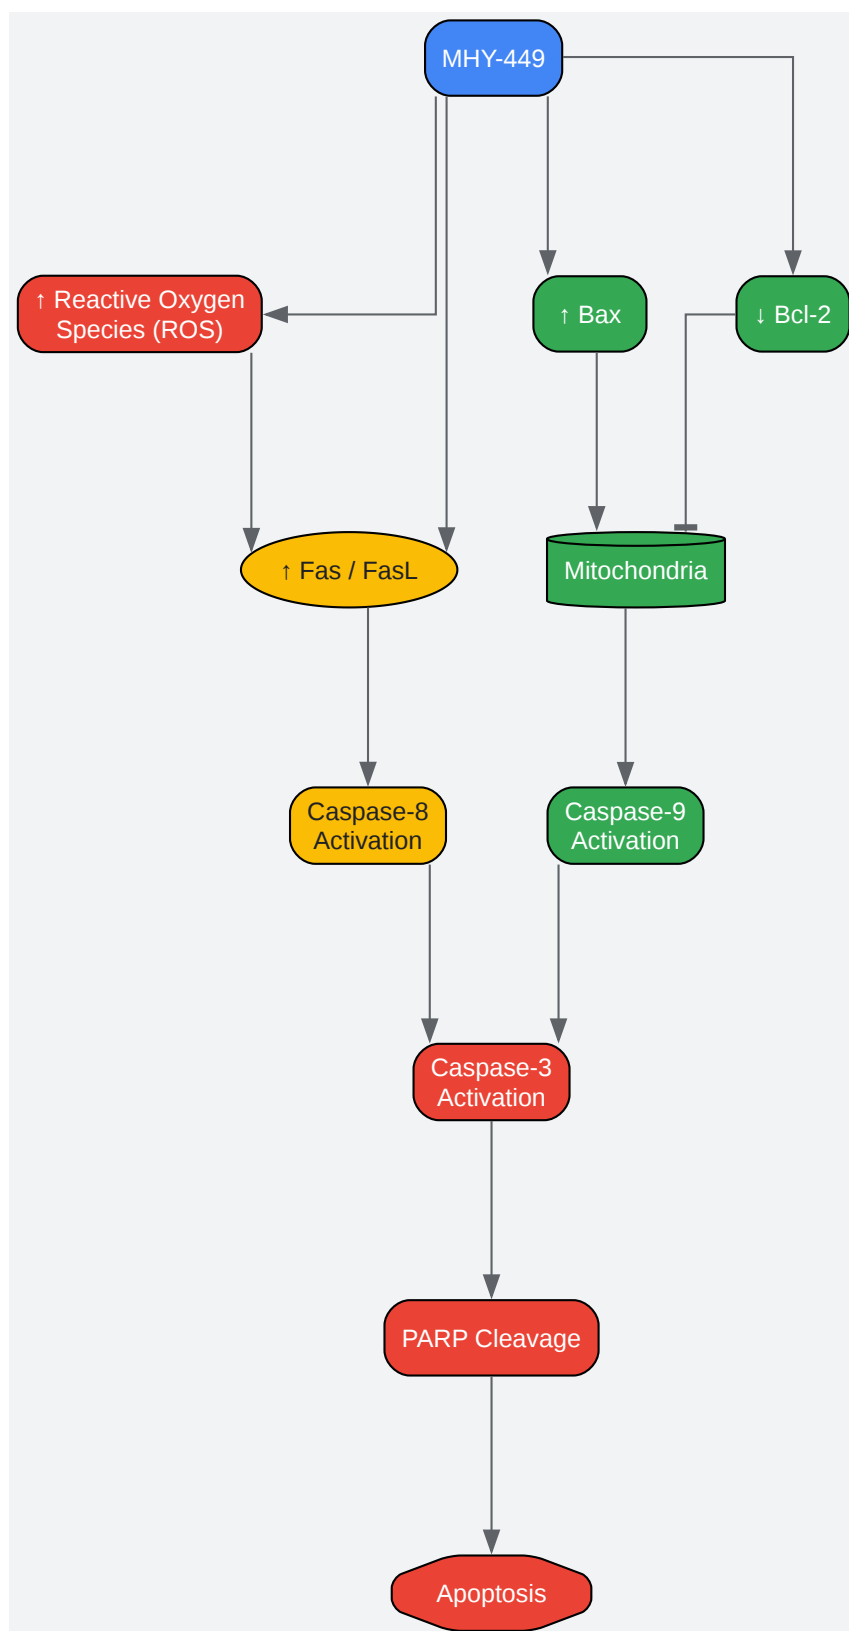 MHY-449
↑ Reactive Oxygen
Species (ROS)
↑ Bax
↓ Bcl-2
↑ Fas / FasL
Mitochondria
Caspase-8
Activation
Caspase-9
Activation
Caspase-3
Activation
PARP Cleavage
Apoptosis